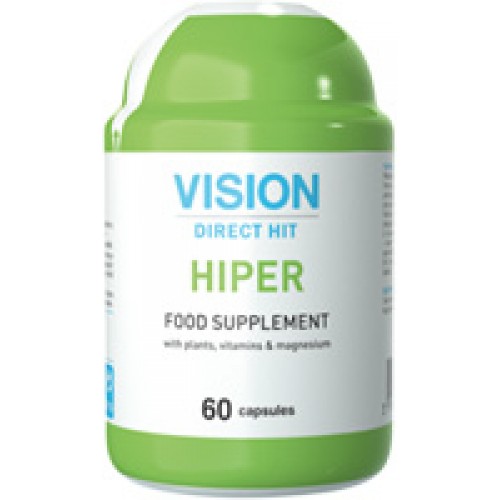 VISION
DIRECT HIT
HIPER
FOOD SUPPLEMENT
with plants, vitamins & magnesium
60 capsules